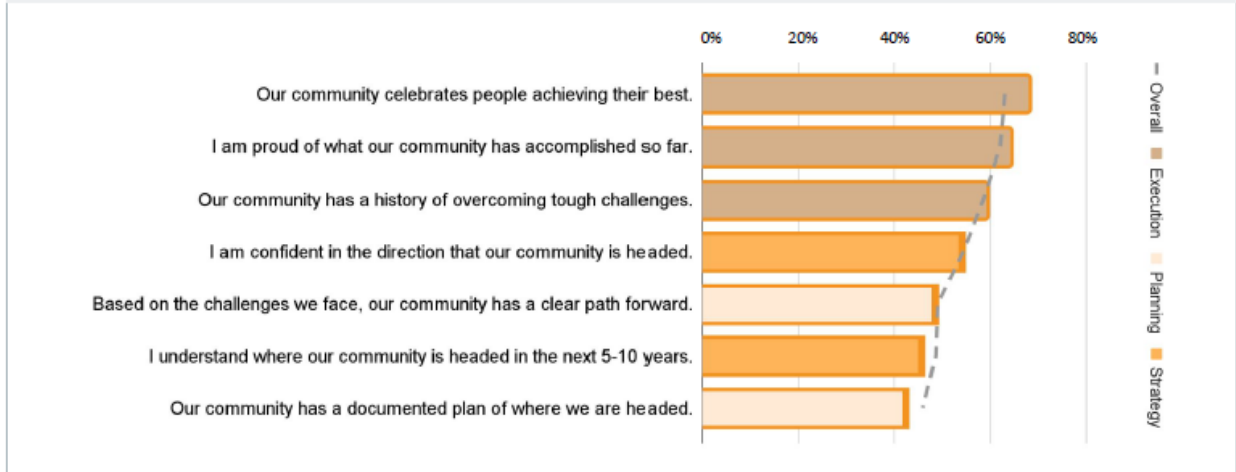 0% 20% 40% 60% 80%
Our community celebrates people achieving their best.
I am proud of what our community has accomplished so far.
Our community has a history of overcoming tough challenges.
I am confident in the direction that our community is headed.
Based on the challenges we face, our community has a clear path forward.
I understand where our community is headed in the next 5-10 years.
Our community has a documented plan of where we are headed.
Overall Execution Planning Strategy